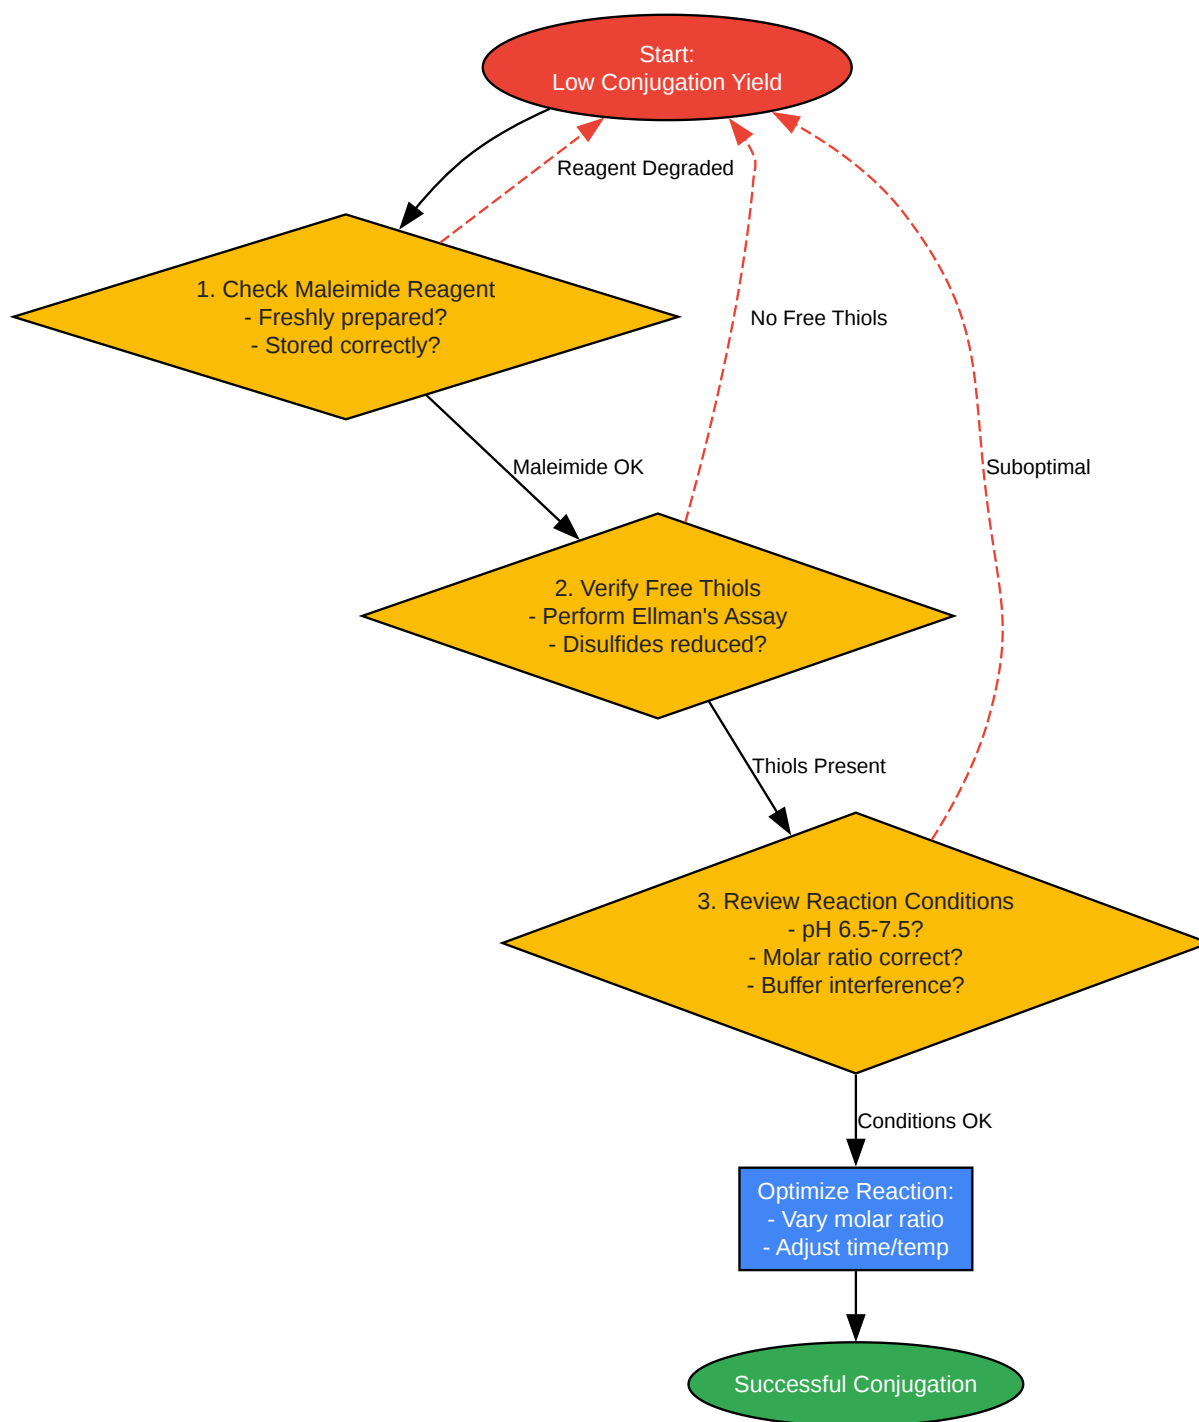 Start:
Low Conjugation Yield
Reagent Degraded
1. Check Maleimide Reagent
- Freshly prepared?
- Stored correctly?
No Free Thiols
Maleimide OK
Suboptimal
2. Verify Free Thiols
- Perform Ellman's Assay
- Disulfides reduced?
Thiols Present
3. Review Reaction Conditions
- pH 6.5-7.5?
- Molar ratio correct?
- Buffer interference?
Conditions OK
Optimize Reaction:
- Vary molar ratio
- Adjust time/temp
Successful Conjugation